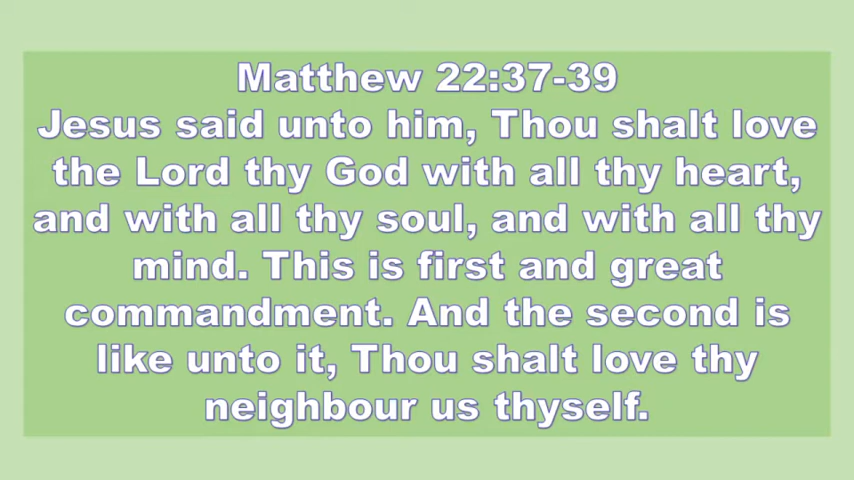 Matthew 22:37-39
Jesus said unto him, Thou shalt love
the Lord thy God with all thy heart,
and with all thy soul, and with all thy
mind. This is first and great
commandment. And the second is
like unto it, Thou shalt love thy
neighbour us thyself.